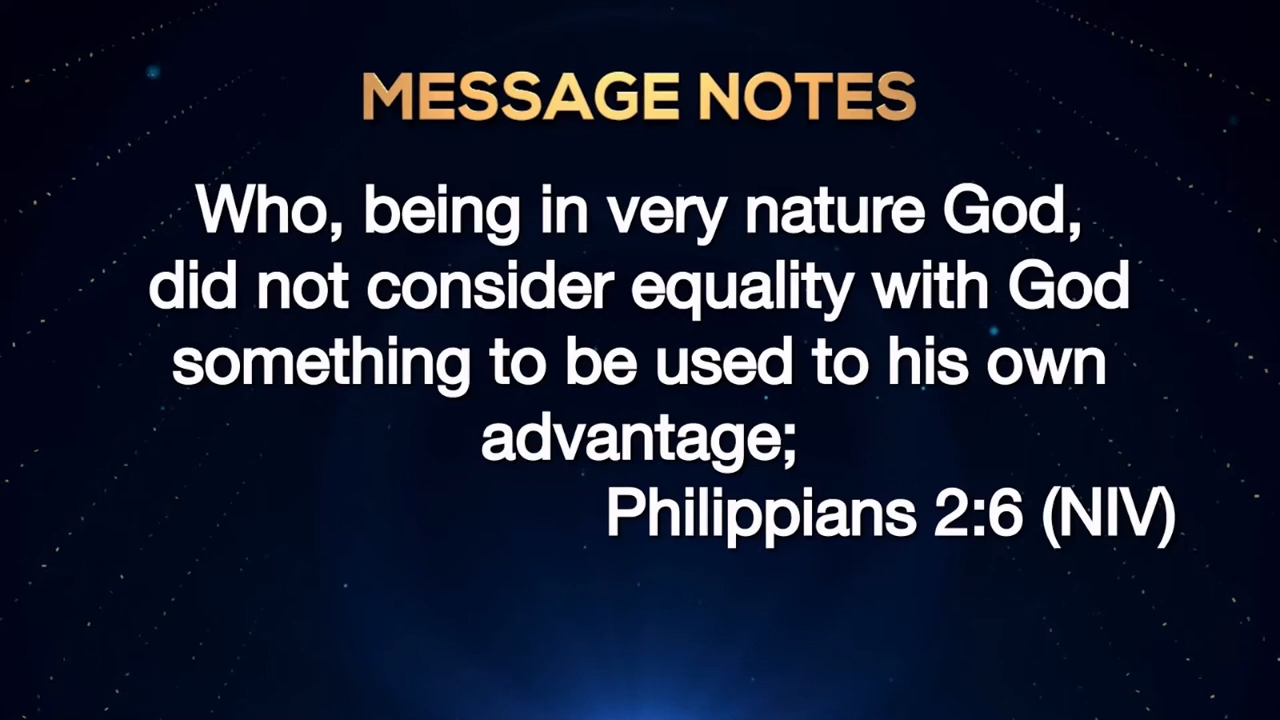 MESSAGE NOTES
Who, being in very nature God,
did not consider equality with God
something to be used to his own
advantage;
Philippians 2:6 (NIV)